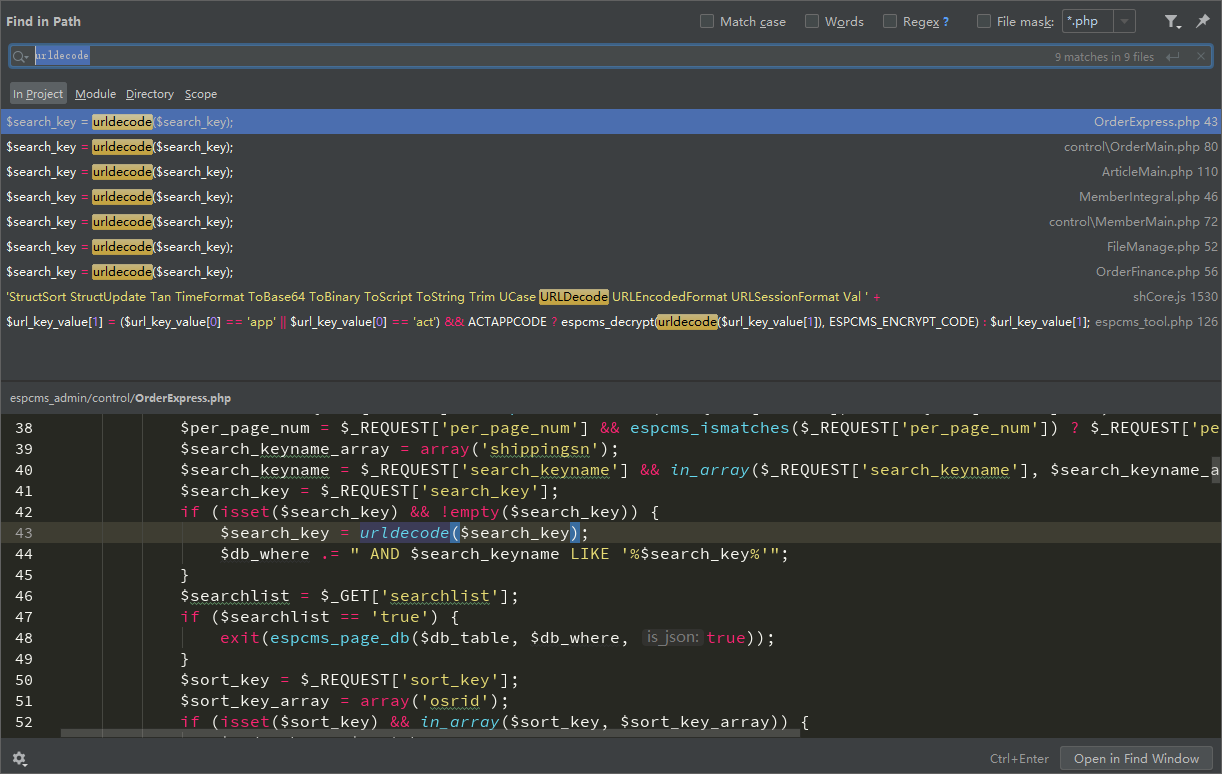 Find in Path
Match case
Words
Regex ?
File mask: *.php
urldecode
9 matches in 9 files
In Project Module Directory Scope
$search_key = urldecode($search_key); OrderExpress.php 43
$search_key = urldecode($search_key); control\OrderMain.php 80
$search_key = urldecode($search_key); ArticleMain.php 110
$search_key = urldecode($search_key); MemberIntegral.php 46
$search_key = urldecode($search_key); control\MemberMain.php 72
$search_key = urldecode($search_key); FileManage.php 52
$search_key = urldecode($search_key); OrderFinance.php 56
'StructSort StructUpdate Tan TimeFormat ToBase64 ToBinary ToScript ToString Trim UCase URLDecode URLEncodedFormat URLSessionFormat Val ' + shCore.js 1530
$url_key_value[1] = ($url_key_value[0] == 'app' || $url_key_value[0] == 'act') && ACTAPPCODE ? espcms_decrypt(urldecode($url_key_value[1]), ESPCMS_ENCRYPT_CODE) : $url_key_value[1]; espcms_tool.php 126
espcms_admin/control/OrderExpress.php
38 $per_page_num = $_REQUEST['per_page_num'] && espcms_ismatches($_REQUEST['per_page_num']) ? $_REQUEST['pe
39 $search_keyname_array = array('shippingsn');
40 $search_keyname = $_REQUEST['search_keyname'] && in_array($_REQUEST['search_keyname'], $search_keyname_a
41 $search_key = $_REQUEST['search_key'];
42 if (isset($search_key) && !empty($search_key)) {
43 $search_key = urldecode($search_key);
44 $db_where .= " AND $search_keyname LIKE '%$search_key%'";
45 }
46 $searchlist = $_GET['searchlist'];
47 if ($searchlist == 'true') {
48 exit(espcms_page_db($db_table, $db_where, is_json: true));
49 }
50 $sort_key = $_REQUEST['sort_key'];
51 $sort_key_array = array('osrid');
52 if (isset($sort_key) && in_array($sort_key, $sort_key_array)) {
Ctrl+Enter
Open in Find Window